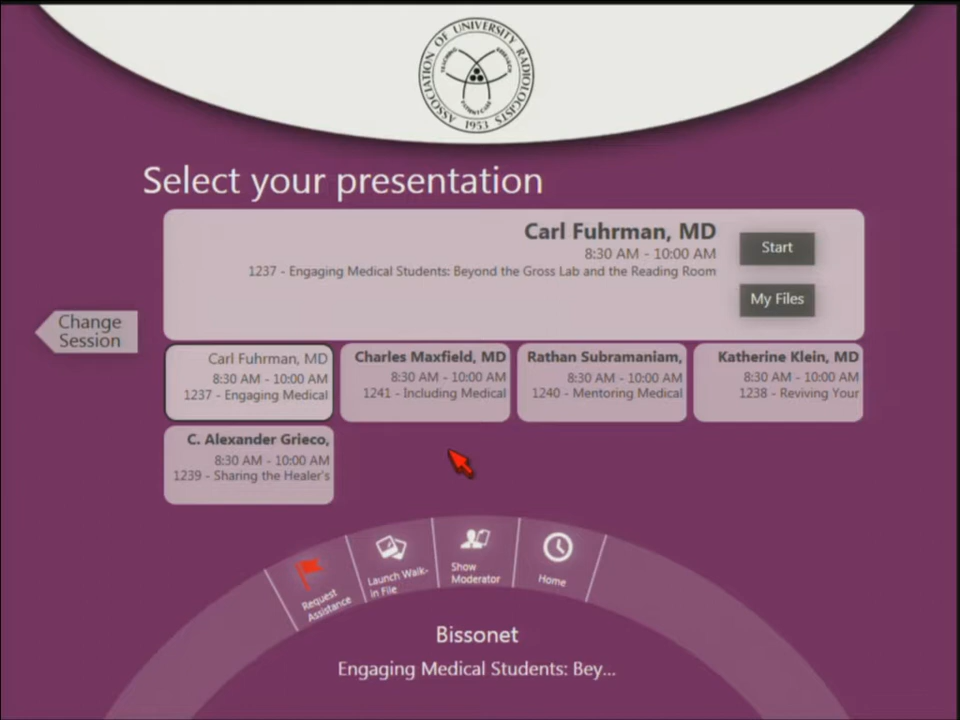 ASSOCIATION OF UNIVERSITY RADIOLOGISTS
TEACHING
RESEARCH
1953
Select your presentation
Carl Fuhrman, MD
8:30 AM - 10:00 AM
1237 - Engaging Medical Students: Beyond the Gross Lab and the Reading Room
Start
My Files
Change
Session
Carl Fuhrman, MD
8:30 AM - 10:00 AM
1237 - Engaging Medical
Charles Maxfield, MD
8:30 AM - 10:00 AM
1241 - Including Medical
Rathan Subramaniam,
8:30 AM - 10:00 AM
1240 - Mentoring Medical
Katherine Klein, MD
8:30 AM - 10:00 AM
1238 - Reviving Your
C. Alexander Grieco,
8:30 AM - 10:00 AM
1239 - Sharing the Healer's
Request
Assistance
Launch Walk-
in File
Show
Moderator
Home
Bissonet
Engaging Medical Students: Bey...